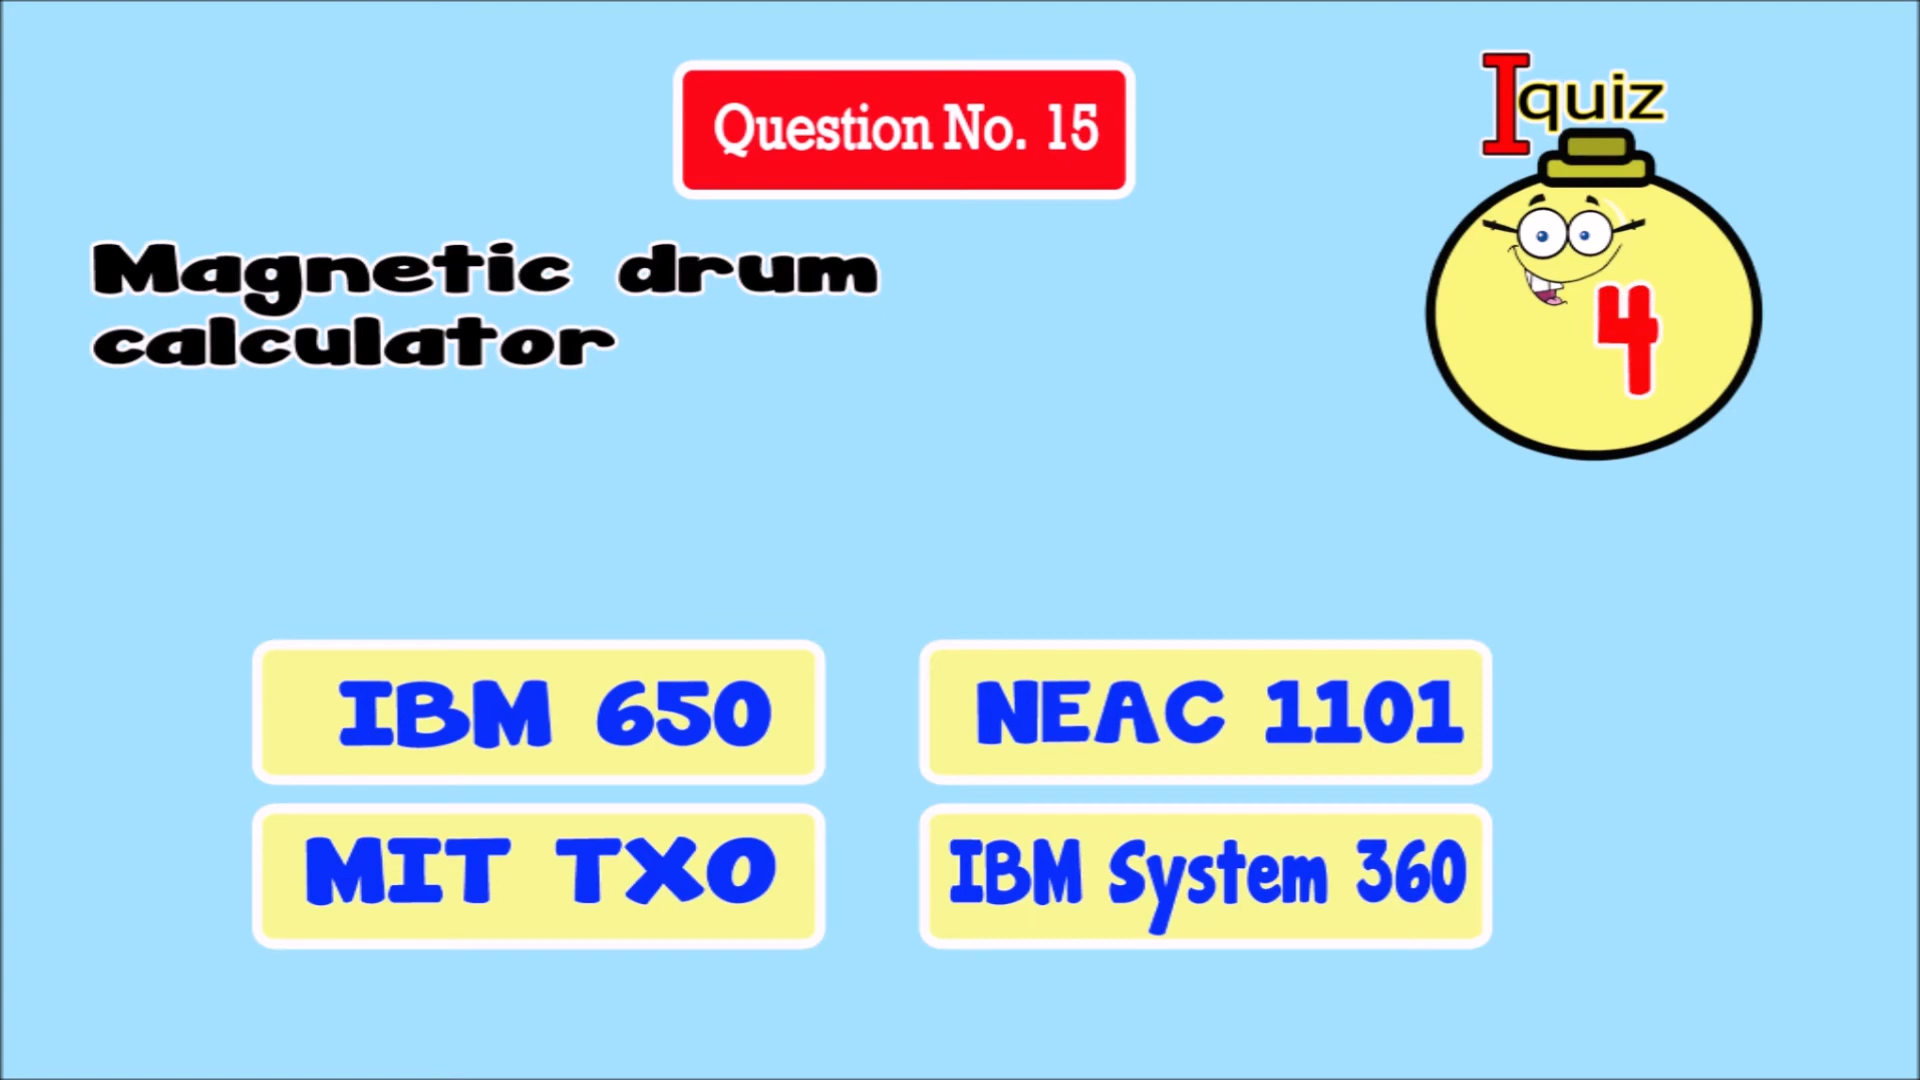 Question No. 15
Iquiz
Magnetic drum
calculator
4
IBM 650
NEAC 1101
MIT TXO
IBM System 360